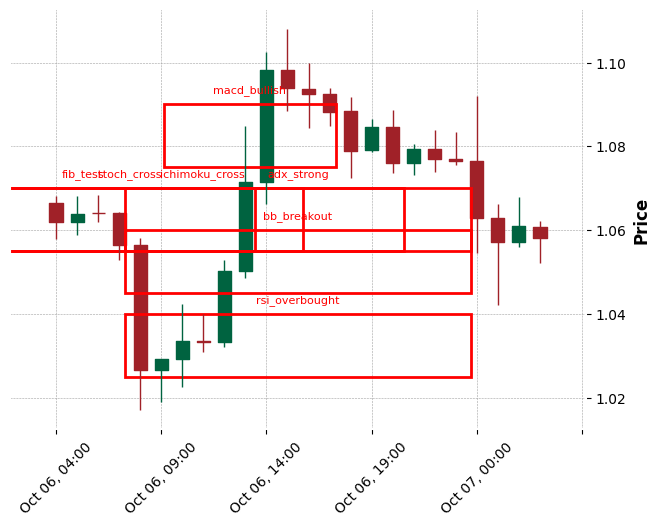 macd_bullish
fib_test
stoch_cross
ichimoku_cross
adx_strong
bb_breakout
rsi_overbought
1.10
1.08
1.06
1.04
1.02
Price
Oct 06, 04:00
Oct 06, 09:00
Oct 06, 14:00
Oct 06, 19:00
Oct 07, 00:00